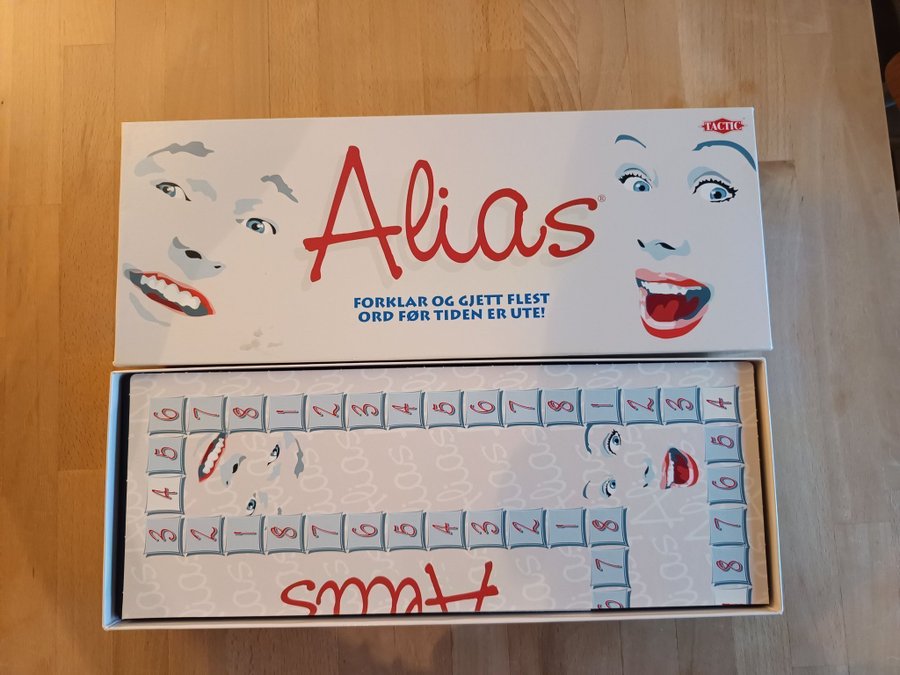 TACTIC
Alias®
FORKLAR OG GJETT FLEST
ORD FØR TIDEN ER UTE!
6 7 8 1 2 3 4 5 6 7 8 1 2 3 4
5 5
4 6
3 2 1 8 7 6 5 4 3 2 1 8 7
7 8
6
Alias